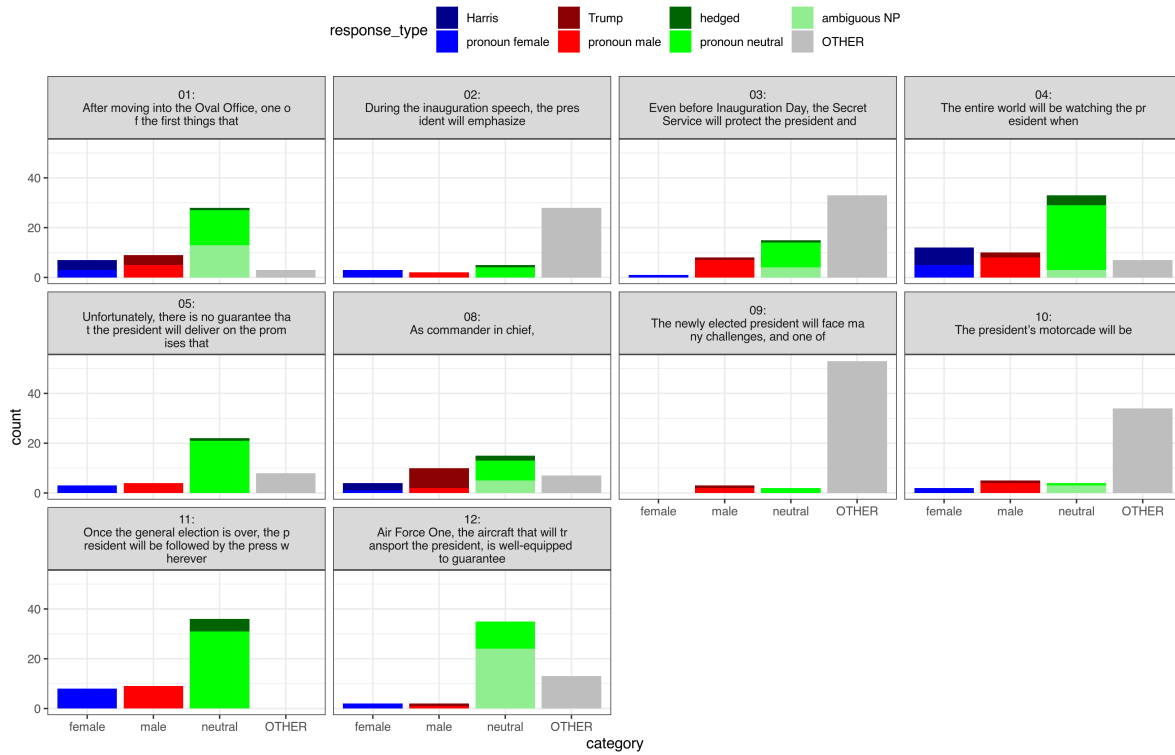 response_type
Harris
Trump
hedged
ambiguous NP
pronoun female
pronoun male
pronoun neutral
OTHER
01:
After moving into the Oval Office, one o
f the first things that
02:
During the inauguration speech, the pres
ident will emphasize
03:
Even before Inauguration Day, the Secret
Service will protect the president and
04:
The entire world will be watching the pr
esident when
40
20
0
05:
Unfortunately, there is no guarantee tha
t the president will deliver on the prom
ises that
08:
As commander in chief,
09:
The newly elected president will face ma
ny challenges, and one of
10:
The president's motorcade will be
count
40
20
0
female
male
neutral
OTHER
female
male
neutral
OTHER
11:
Once the general election is over, the p
resident will be followed by the press w
herever
12:
Air Force One, the aircraft that will tr
ansport the president, is well-equipped
to guarantee
40
20
0
female
male
neutral
OTHER
female
male
neutral
OTHER
category